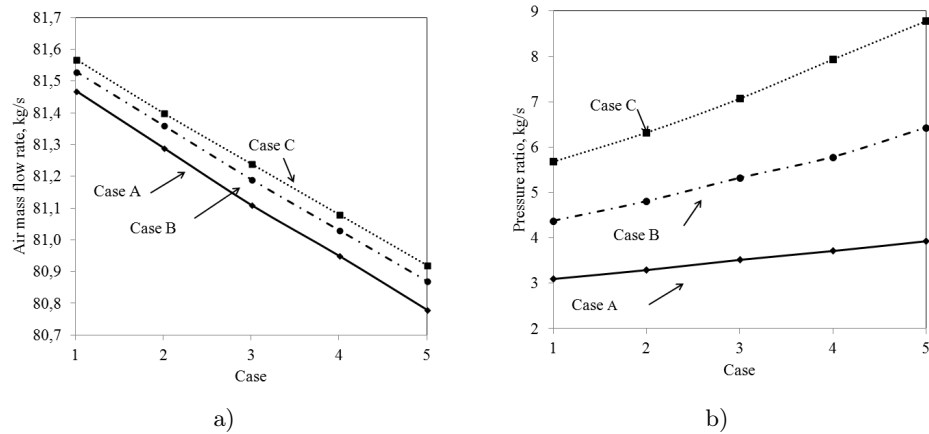 81,7
81,6
81,5
81,4
81,3
81,2
81,1
81,0
80,9
80,8
80,7
Air mass flow rate, kg/s
Case C
Case A
Case B
1 2 3 4 5
Case
a)
9
8
7
6
5
4
3
2
Pressure ratio, kg/s
Case C
Case B
Case A
1 2 3 4 5
Case
b)